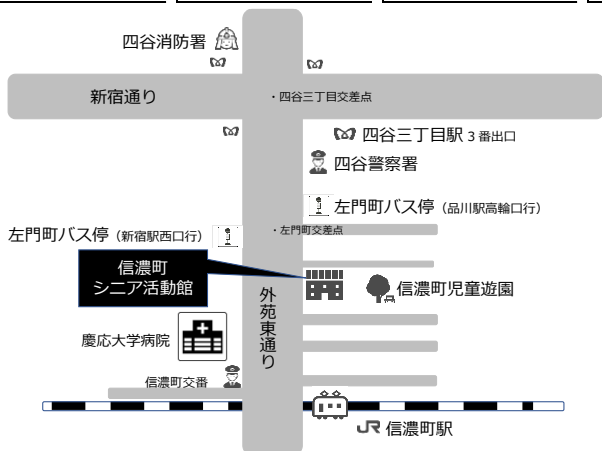 四谷消防署
新宿通り
・四谷三丁目交差点
四谷三丁目駅 3番出口
四谷警察署
左門町バス停（品川駅高輪口行）
左門町バス停（新宿駅西口行）
・左門町交差点
信濃町
シニア活動館
外苑東通り
信濃町児童遊園
慶応大学病院
信濃町交番
JR 信濃町駅